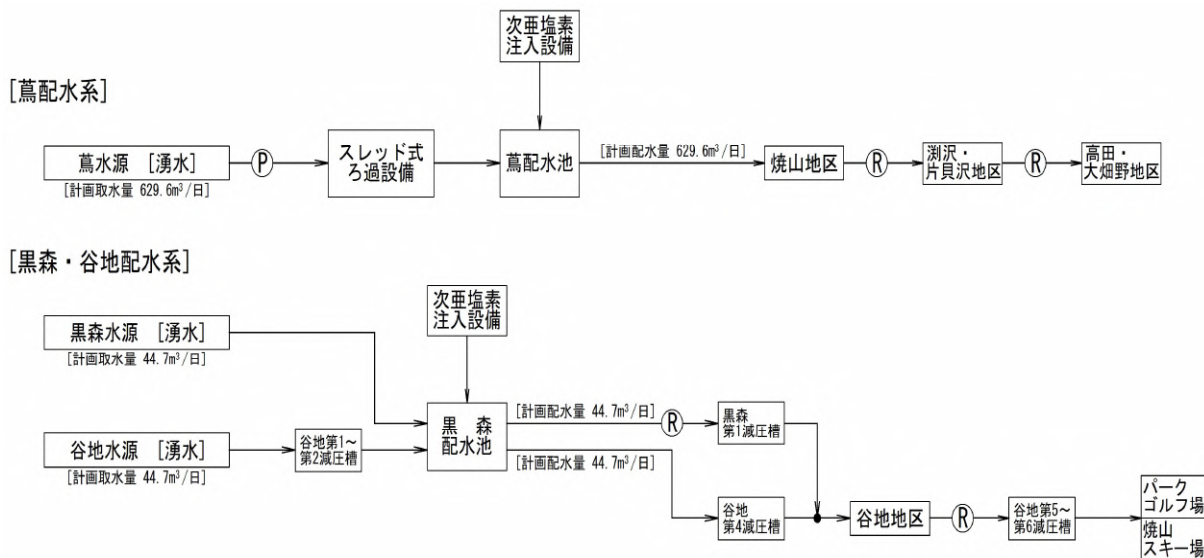 [蔦配水系]
次亜塩素
注入設備
蔦水源 [湧水]
[計画取水量 629.6m³/日]
P
スレッド式
ろ過設備
蔦配水池
[計画配水量 629.6m³/日]
焼山地区
R
渕沢・
片貝沢地区
R
高田・
大畑野地区
[黒森・谷地配水系]
次亜塩素
注入設備
黒森水源 [湧水]
[計画取水量 44.7m³/日]
谷地水源 [湧水]
[計画取水量 44.7m³/日]
谷地第1～
第2減圧槽
黒 森
配水池
[計画配水量 44.7m³/日]
R
黒森
第1減圧槽
[計画配水量 44.7m³/日]
谷地
第4減圧槽
谷地地区
R
谷地第5～
第6減圧槽
パーク
ゴルフ場
焼山
スキー場